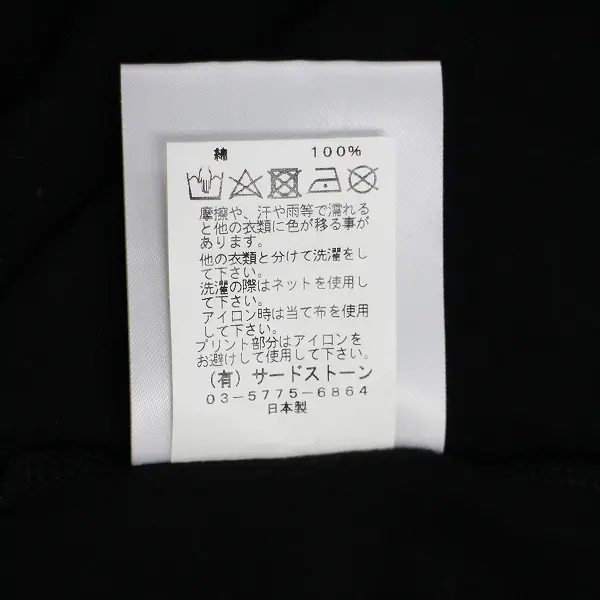 綿 100%
摩擦や、汗や雨等で濡れる
と他の衣類に色が移る事が
あります。
他の衣類と分けて洗濯をし
て下さい。
洗濯の際はネットを使用し
て下さい。
アイロン時は当て布を使用
して下さい。
プリント部分はアイロンを
お避けして使用して下さい。
(有) サードストーン
03-5775-6864
日本製